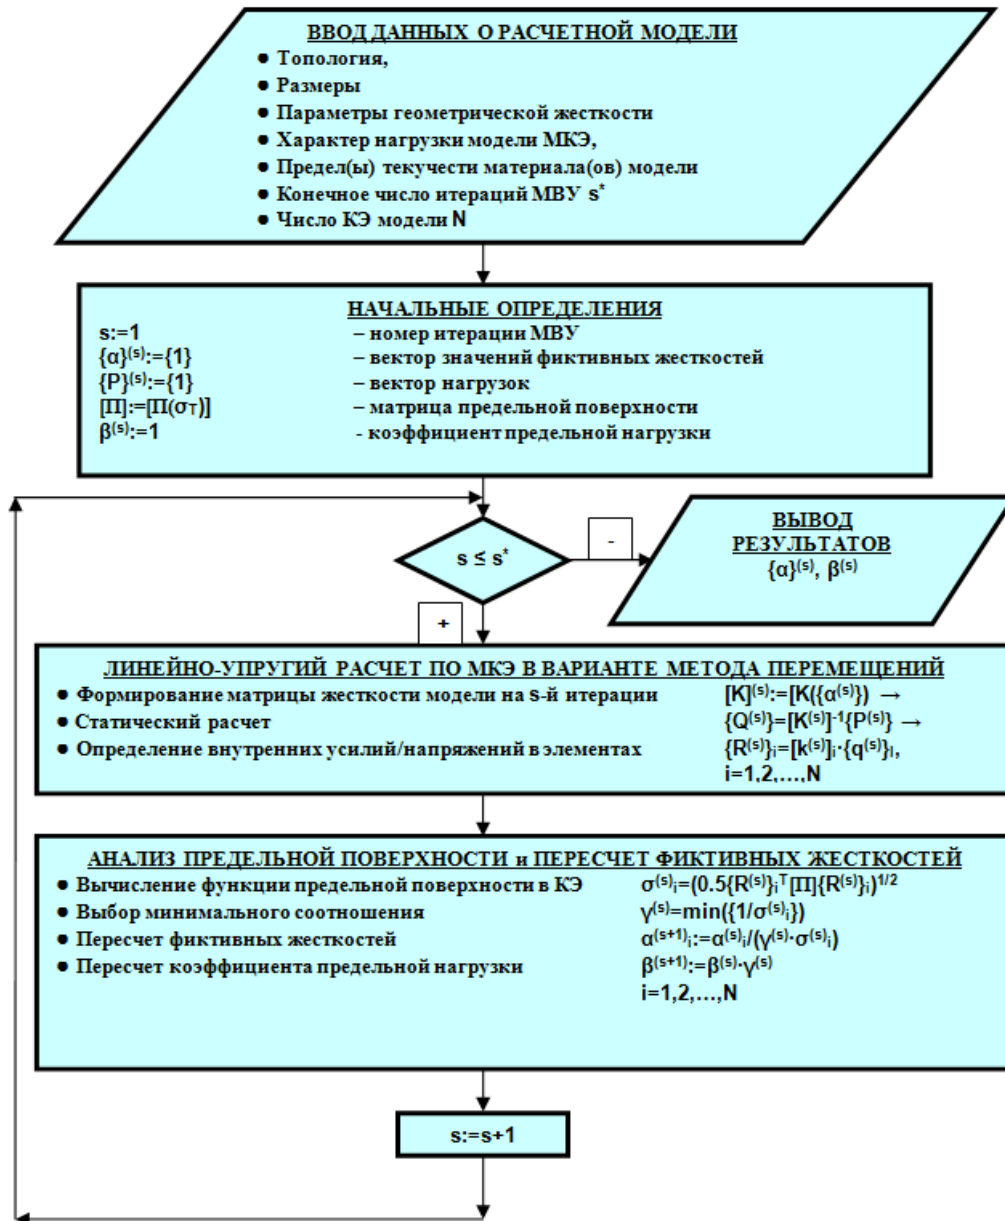 ВВОД ДАННЫХ О РАСЧЕТНОЙ МОДЕЛИ
● Топология,
● Размеры
● Параметры геометрической жесткости
● Характер нагрузки модели МКЭ,
● Предел(ы) текучести материала(ов) модели
● Конечное число итераций МВУ s*
● Число КЭ модели N
НАЧАЛЬНЫЕ ОПРЕДЕЛЕНИЯ
s:=1 – номер итерации МВУ
{α}⁽ˢ⁾:={1} – вектор значений фиктивных жесткостей
{P}⁽ˢ⁾:={1} – вектор нагрузок
[П]:=[П(σT)] – матрица предельной поверхности
β⁽ˢ⁾:=1 - коэффициент предельной нагрузки
s ≤ s*
-
ВЫВОД
РЕЗУЛЬТАТОВ
{α}⁽ˢ⁾, β⁽ˢ⁾
+
ЛИНЕЙНО-УПРУГИЙ РАСЧЕТ ПО МКЭ В ВАРИАНТЕ МЕТОДА ПЕРЕМЕЩЕНИЙ
● Формирование матрицы жесткости модели на s-й итерации [K]⁽ˢ⁾:=[K({α⁽ˢ⁾}) →
● Статический расчет {Q⁽ˢ⁾}=[K⁽ˢ⁾]⁻¹{P⁽ˢ⁾} →
● Определение внутренних усилий/напряжений в элементах {R⁽ˢ⁾}ᵢ=[k⁽ˢ⁾]ᵢ·{q⁽ˢ⁾}ₗ,
i=1,2,…,N
АНАЛИЗ ПРЕДЕЛЬНОЙ ПОВЕРХНОСТИ и ПЕРЕСЧЕТ ФИКТИВНЫХ ЖЕСТКОСТЕЙ
● Вычисление функции предельной поверхности в КЭ σ⁽ˢ⁾ᵢ=(0.5{R⁽ˢ⁾}ᵢᵀ[П]{R⁽ˢ⁾}ᵢ)¹ᐟ²
● Выбор минимального соотношения γ⁽ˢ⁾=min({1/σ⁽ˢ⁾ᵢ})
● Пересчет фиктивных жесткостей α⁽ˢ⁺¹⁾ᵢ:=α⁽ˢ⁾ᵢ/(γ⁽ˢ⁾·σ⁽ˢ⁾ᵢ)
● Пересчет коэффициента предельной нагрузки β⁽ˢ⁺¹⁾:=β⁽ˢ⁾·γ⁽ˢ⁾
i=1,2,…,N
s:=s+1